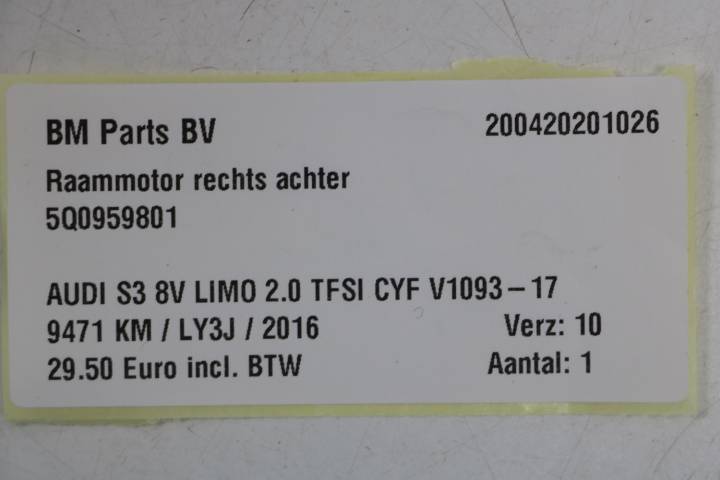 BM Parts BV 200420201026
Raammotor rechts achter
5Q0959801
AUDI S3 8V LIMO 2.0 TFSI CYF V1093-17
9471 KM / LY3J / 2016 Verz: 10
29.50 Euro incl. BTW Aantal: 1